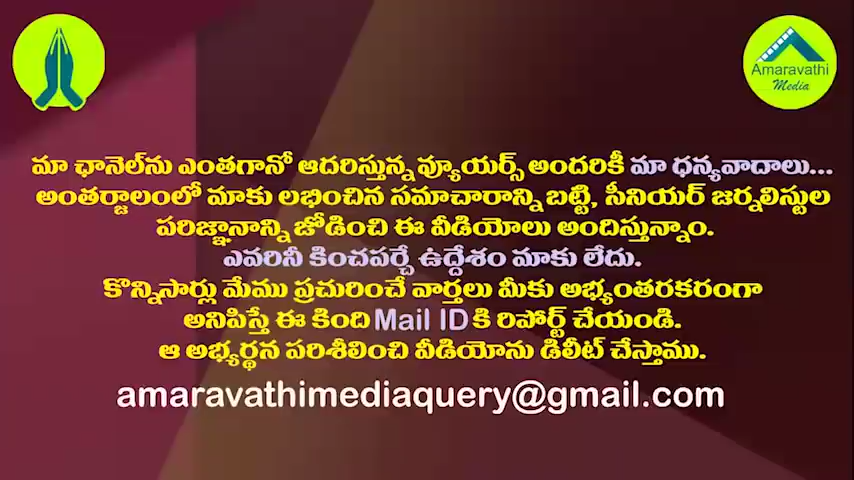 Amaravathi
Media
మా ఛానెల్‌ను ఎంతగానో ఆదరిస్తున్న వ్యూయర్స్ అందరికీ మా ధన్యవాదాలు...
అంతర్జాలంలో మాకు లభించిన సమాచారాన్ని బట్టి, సీనియర్ జర్నలిస్టుల
పరిజ్ఞానాన్ని జోడించి ఈ వీడియోలు అందిస్తున్నాం.
ఎవరినీ కించపర్చే ఉద్దేశం మాకు లేదు.
కొన్నిసార్లు మేము ప్రచురించే వార్తలు మీకు అభ్యంతరకరంగా
అనిపిస్తే ఈ కింది Mail ID కి రిపోర్ట్ చేయండి.
ఆ అభ్యర్థన పరిశీలించి వీడియోను డిలీట్ చేస్తాము.
amaravathimediaquery@gmail.com